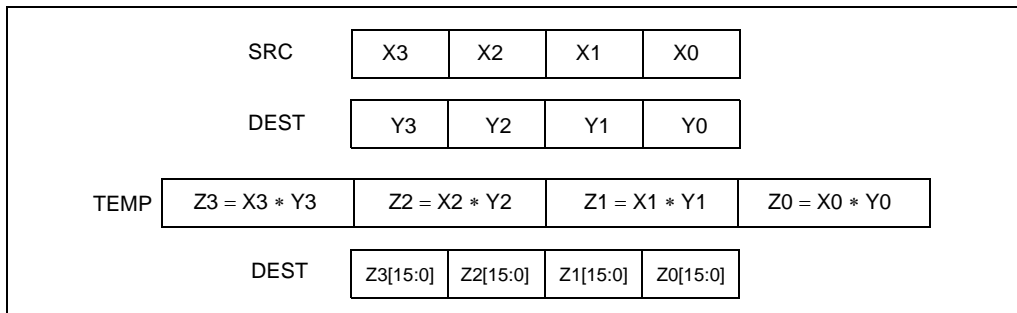 SRC X3 X2 X1 X0
DEST Y3 Y2 Y1 Y0
TEMP Z3 = X3 ∗ Y3 Z2 = X2 ∗ Y2 Z1 = X1 ∗ Y1 Z0 = X0 ∗ Y0
DEST Z3[15:0] Z2[15:0] Z1[15:0] Z0[15:0]